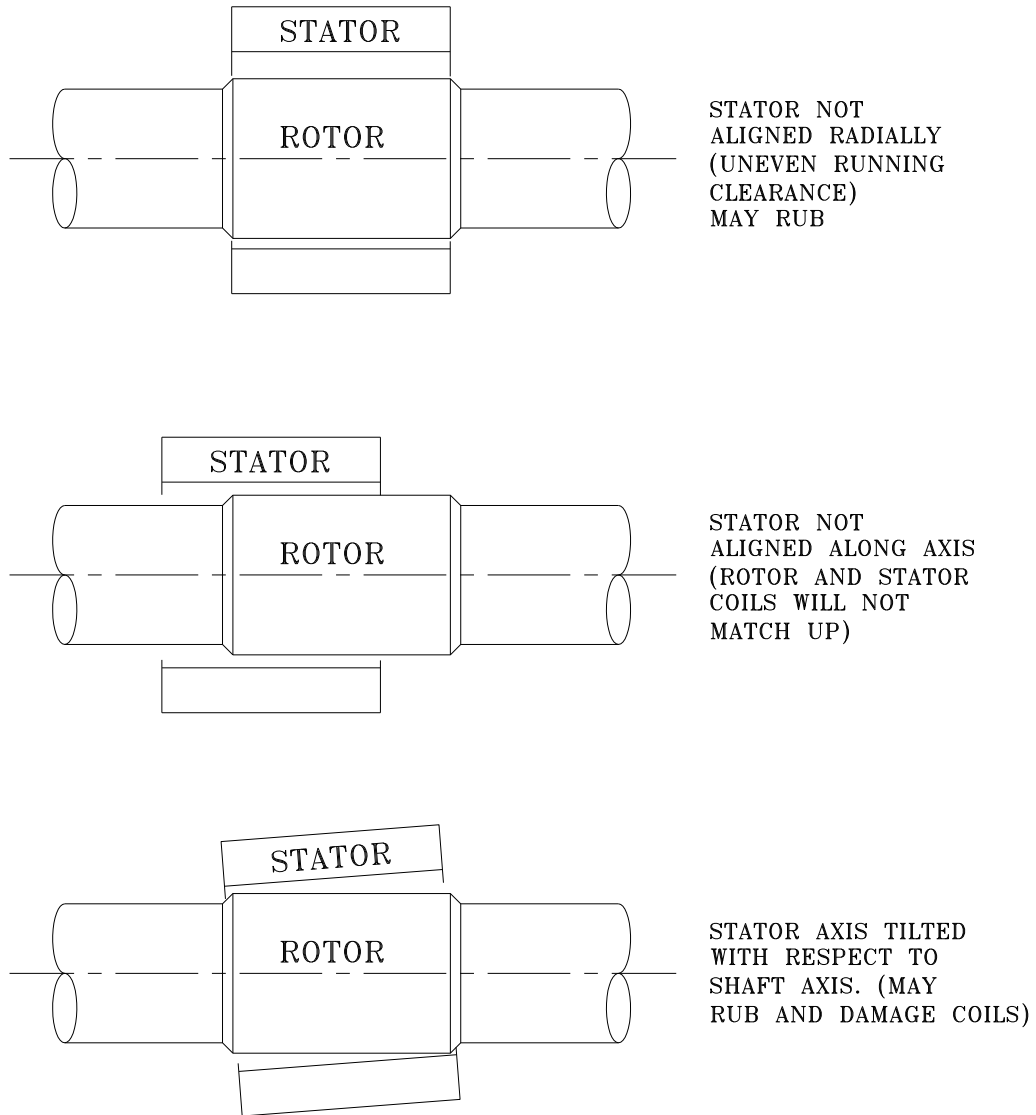 STATOR
ROTOR
STATOR NOT
ALIGNED RADIALLY
(UNEVEN RUNNING
CLEARANCE)
MAY RUB
STATOR
ROTOR
STATOR NOT
ALIGNED ALONG AXIS
(ROTOR AND STATOR
COILS WILL NOT
MATCH UP)
STATOR
ROTOR
STATOR AXIS TILTED
WITH RESPECT TO
SHAFT AXIS. (MAY
RUB AND DAMAGE COILS)